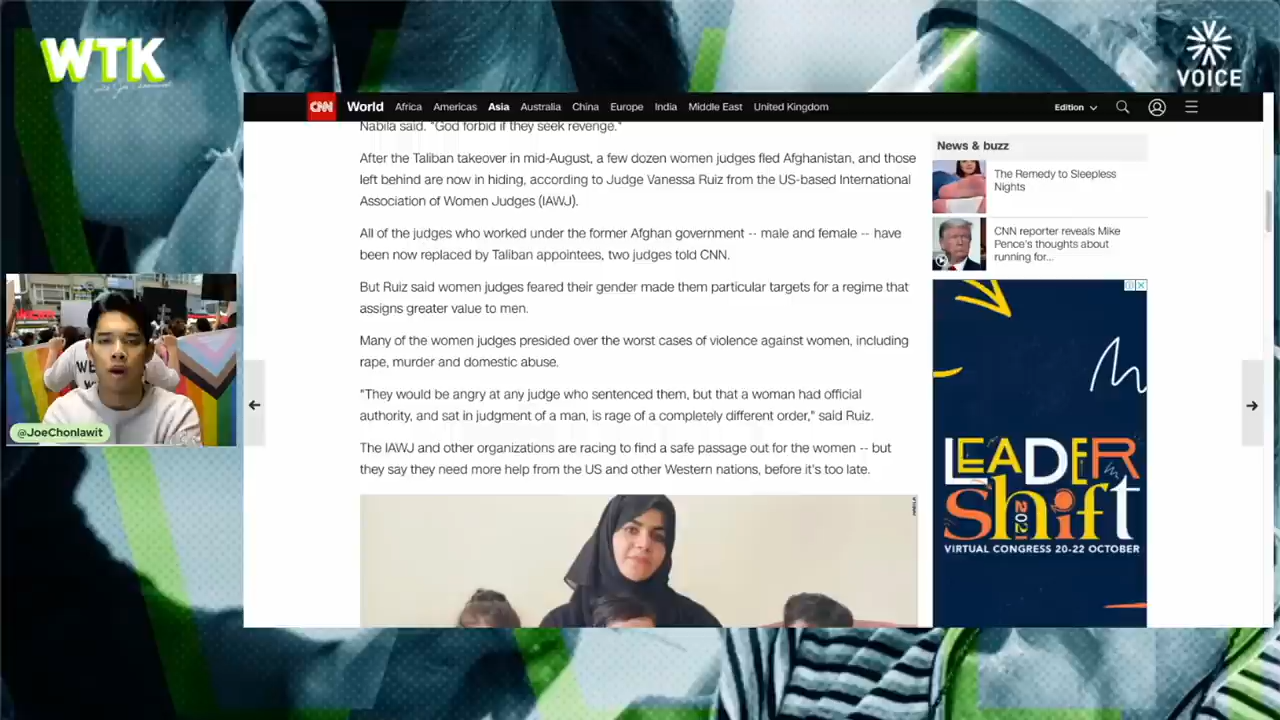 WTK
VOICE
CNN World Africa Americas Asia Australia China Europe India Middle East United Kingdom Edition
Nabila said. "God forbid if they seek revenge."
After the Taliban takeover in mid-August, a few dozen women judges fled Afghanistan, and those
left behind are now in hiding, according to Judge Vanessa Ruiz from the US-based International
Association of Women Judges (IAWJ).
All of the judges who worked under the former Afghan government -- male and female -- have
been now replaced by Taliban appointees, two judges told CNN.
But Ruiz said women judges feared their gender made them particular targets for a regime that
assigns greater value to men.
Many of the women judges presided over the worst cases of violence against women, including
rape, murder and domestic abuse.
"They would be angry at any judge who sentenced them, but that a woman had official
authority, and sat in judgment of a man, is rage of a completely different order," said Ruiz.
The IAWJ and other organizations are racing to find a safe passage out for the women -- but
they say they need more help from the US and other Western nations, before it's too late.
News & buzz
The Remedy to Sleepless
Nights
CNN reporter reveals Mike
Pence's thoughts about
running for...
LEADER
Shift
2021
VIRTUAL CONGRESS 20-22 OCTOBER
@JoeChonlawit